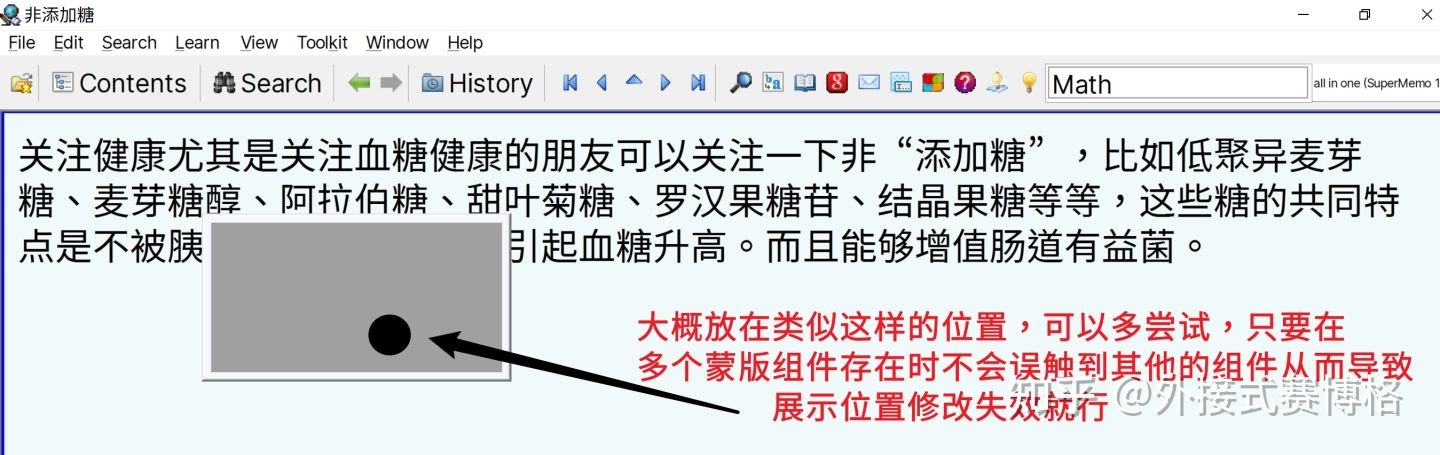 非添加糖
File Edit Search Learn View Toolkit Window Help
Contents Search History Math all in one (SuperMemo 1
关注健康尤其是关注血糖健康的朋友可以关注一下非“添加糖”，比如低聚异麦芽
糖、麦芽糖醇、阿拉伯糖、甜叶菊糖、罗汉果糖苷、结晶果糖等等，这些糖的共同特
点是不被胰 引起血糖升高。而且能够增值肠道有益菌。
大概放在类似这样的位置，可以多尝试，只要在
多个蒙版组件存在时不会误触到其他的组件从而导致
展示位置修改失效就行
知乎 @外接式赛博格